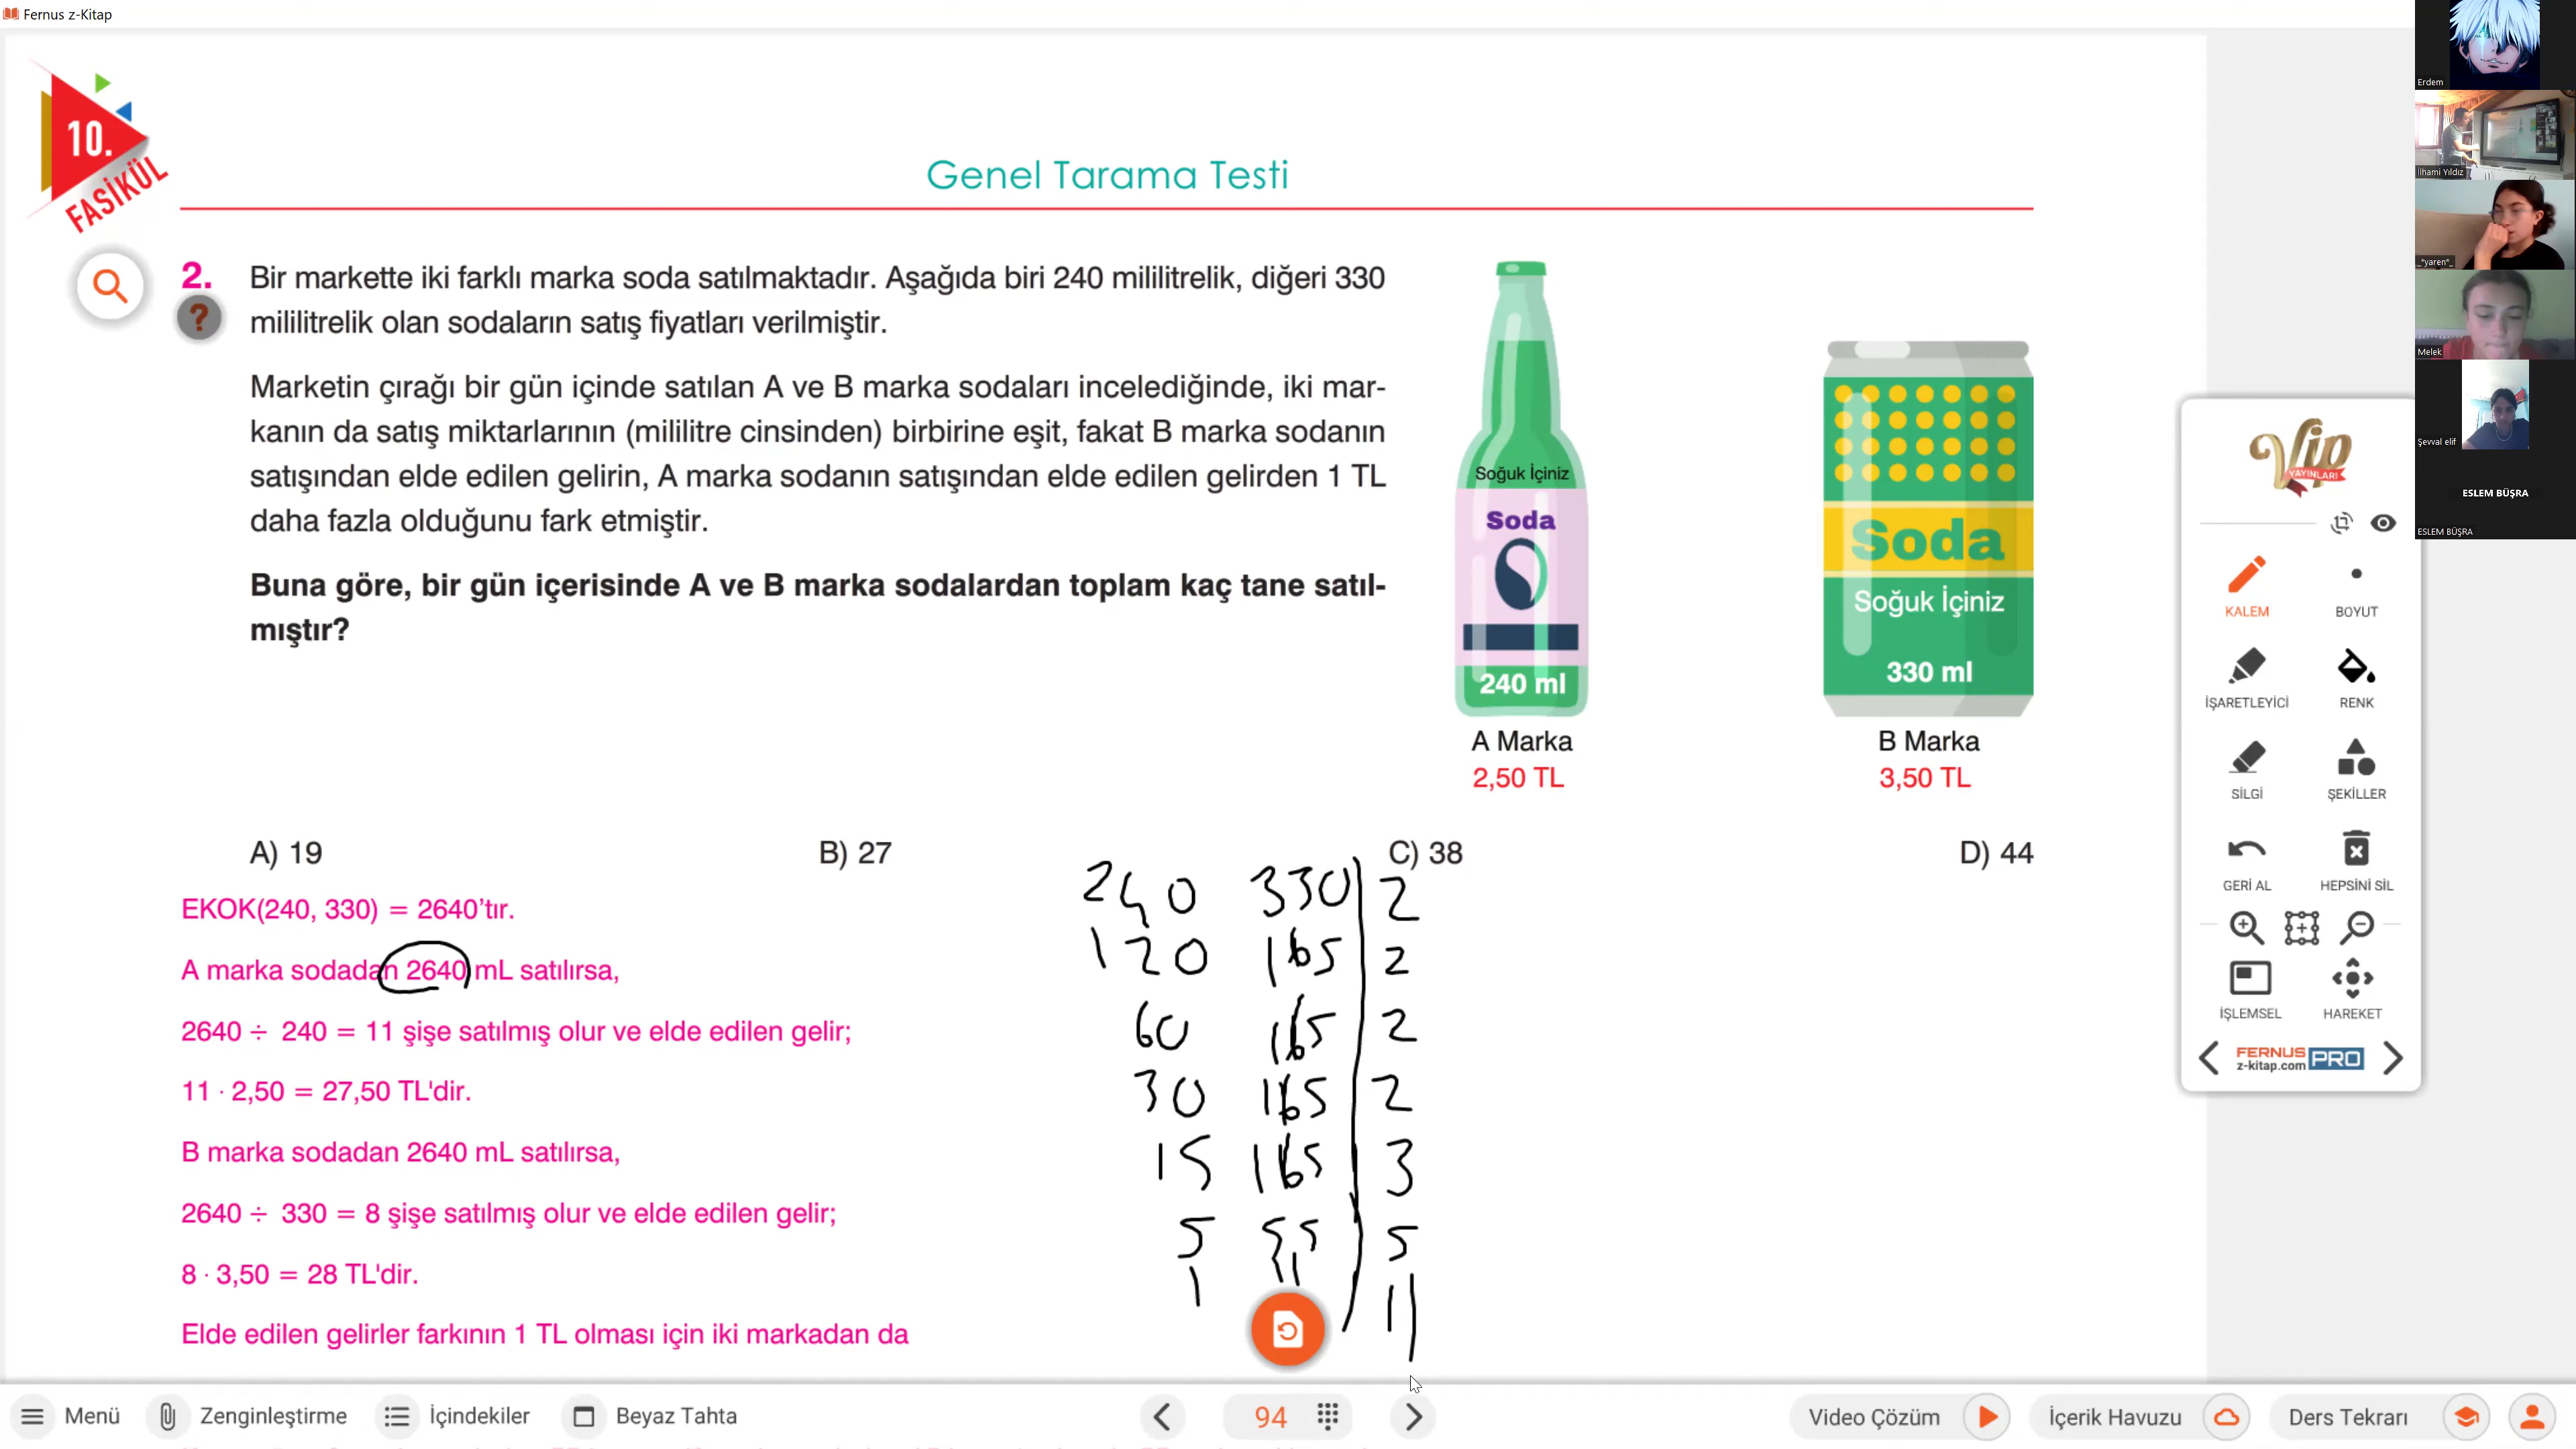 Fernus z-Kitap
10.
FASİKÜL
Genel Tarama Testi
2. Bir markette iki farklı marka soda satılmaktadır. Aşağıda biri 240 mililitrelik, diğeri 330
mililitrelik olan sodaların satış fiyatları verilmiştir.
Marketin çırağı bir gün içinde satılan A ve B marka sodaları incelediğinde, iki mar-
kanın da satış miktarlarının (mililitre cinsinden) birbirine eşit, fakat B marka sodanın
satışından elde edilen gelirin, A marka sodanın satışından elde edilen gelirden 1 TL
daha fazla olduğunu fark etmiştir.
Buna göre, bir gün içerisinde A ve B marka sodalardan toplam kaç tane satıl-
mıştır?
?
Soğuk İçiniz
Soda
240 ml
A Marka
2,50 TL
Soda
Soğuk İçiniz
330 ml
B Marka
3,50 TL
A) 19
B) 27
C) 38
D) 44
EKOK(240, 330) = 2640'tır.
A marka sodadan 2640 mL satılırsa,
2640 ÷ 240 = 11 şişe satılmış olur ve elde edilen gelir;
11 · 2,50 = 27,50 TL'dir.
B marka sodadan 2640 mL satılırsa,
2640 ÷ 330 = 8 şişe satılmış olur ve elde edilen gelir;
8 · 3,50 = 28 TL'dir.
Elde edilen gelirler farkının 1 TL olması için iki markadan da
240 330 2
120 165 2
60 165 2
30 165 2
15 165 3
5 55 5
1 11 11
Erdem
İlhami Yıldız
_*yaren*_
Melek
Şevval elif
ESLEM BÜŞRA
ESLEM BÜŞRA
Vip
YAYINLARI
KALEM
BOYUT
İŞARETLEYİCİ
RENK
SİLGİ
ŞEKİLLER
GERİ AL
HEPSİNİ SİL
İŞLEMSEL
HAREKET
FERNUS PRO
z-kitap.com
Menü
Zenginleştirme
İçindekiler
Beyaz Tahta
94
Video Çözüm
İçerik Havuzu
Ders Tekrarı